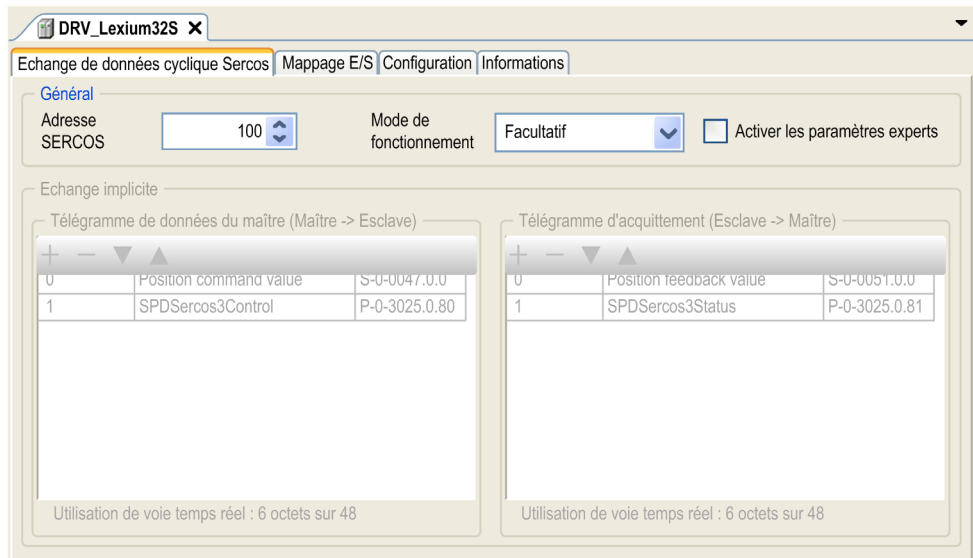 DRV_Lexium32S
Echange de données cyclique Sercos Mappage E/S Configuration Informations
Général
Adresse SERCOS
100
Mode de fonctionnement
Facultatif
Activer les paramètres experts
Echange implicite
Télégramme de données du maître (Maître -> Esclave)
0 Position command value S-0-0047.0.0
1 SPDSercos3Control P-0-3025.0.80
Utilisation de voie temps réel : 6 octets sur 48
Télégramme d'acquittement (Esclave -> Maître)
0 Position feedback value S-0-0051.0.0
1 SPDSercos3Status P-0-3025.0.81
Utilisation de voie temps réel : 6 octets sur 48